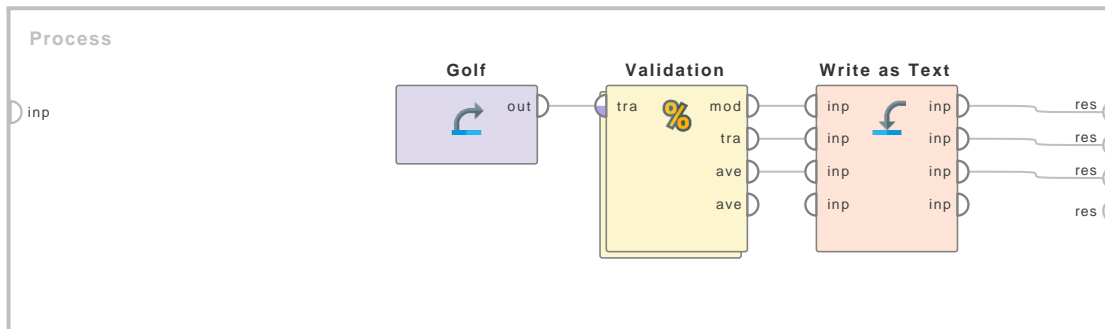 Process
Golf Validation Write as Text
inp out tra mod inp inp res
tra inp inp res
ave inp inp res
ave inp inp res